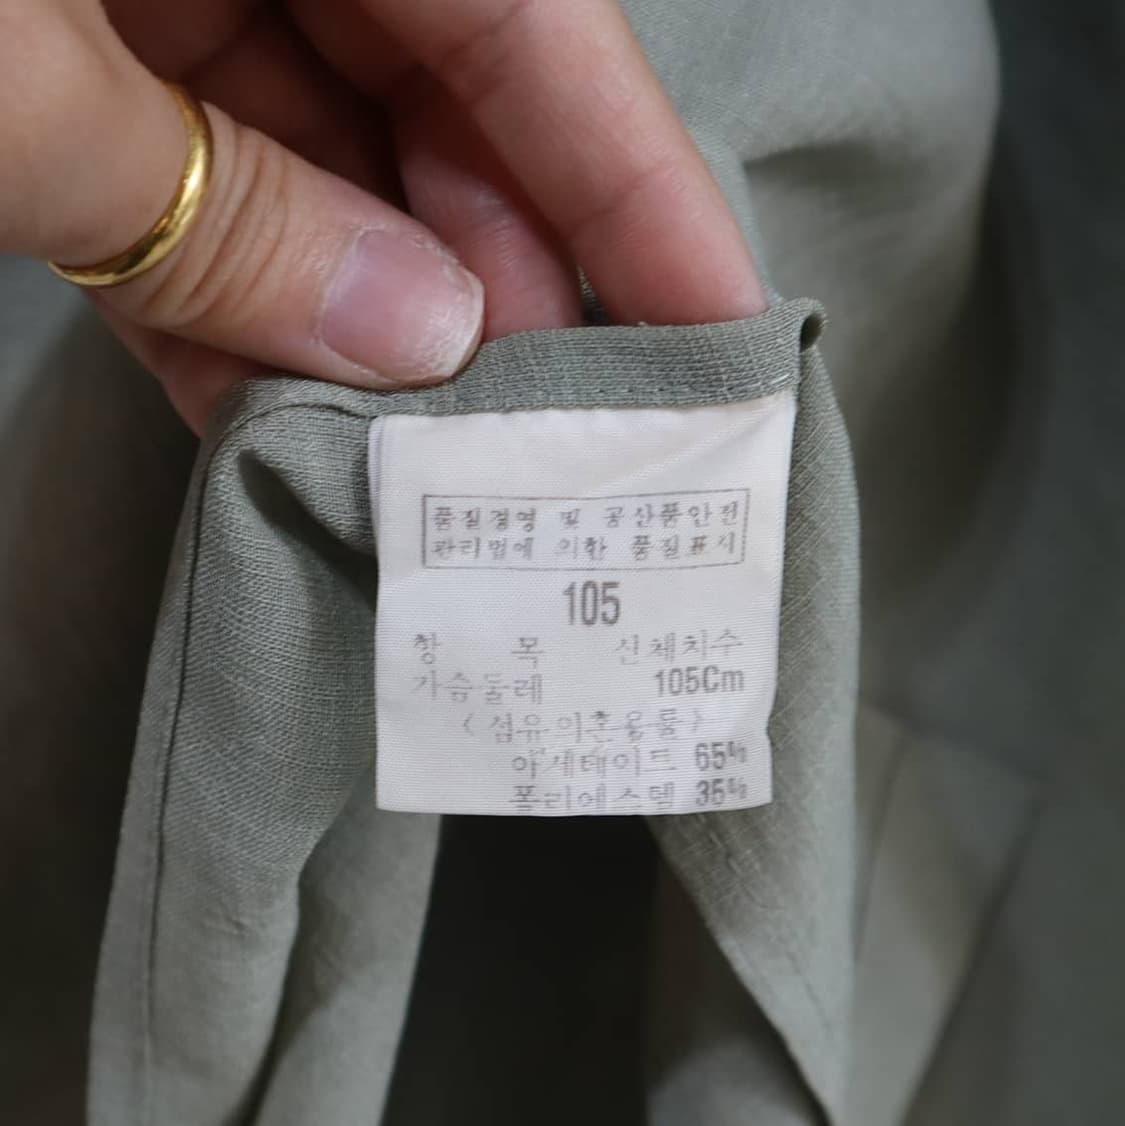 품질경영 및 공산품안전
관리법에 의한 품질표시
105
항 목 신체치수
가슴둘레 105Cm
(섬유의혼용율)
아세테이트 65%
폴리에스텔 35%